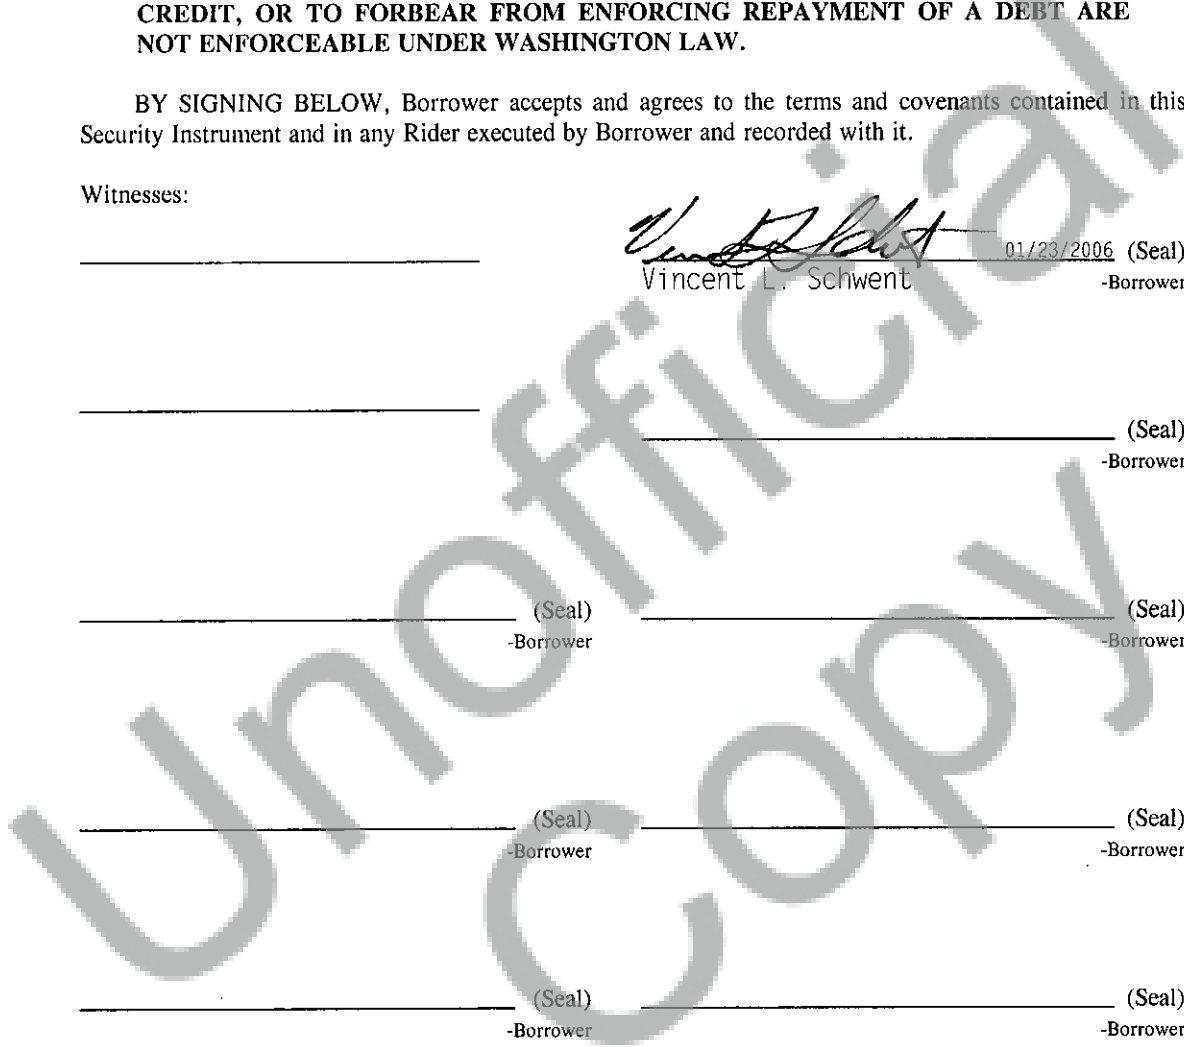 CREDIT, OR TO FORBEAR FROM ENFORCING REPAYMENT OF A DEBT ARE
NOT ENFORCEABLE UNDER WASHINGTON LAW.
BY SIGNING BELOW, Borrower accepts and agrees to the terms and covenants contained in this
Security Instrument and in any Rider executed by Borrower and recorded with it.
Witnesses:
01/23/2006 (Seal)
Vincent L. Schwent -Borrower
(Seal)
-Borrower
(Seal) (Seal)
-Borrower -Borrower
(Seal) (Seal)
-Borrower -Borrower
(Seal) (Seal)
-Borrower -Borrower
Unofficial
Copy